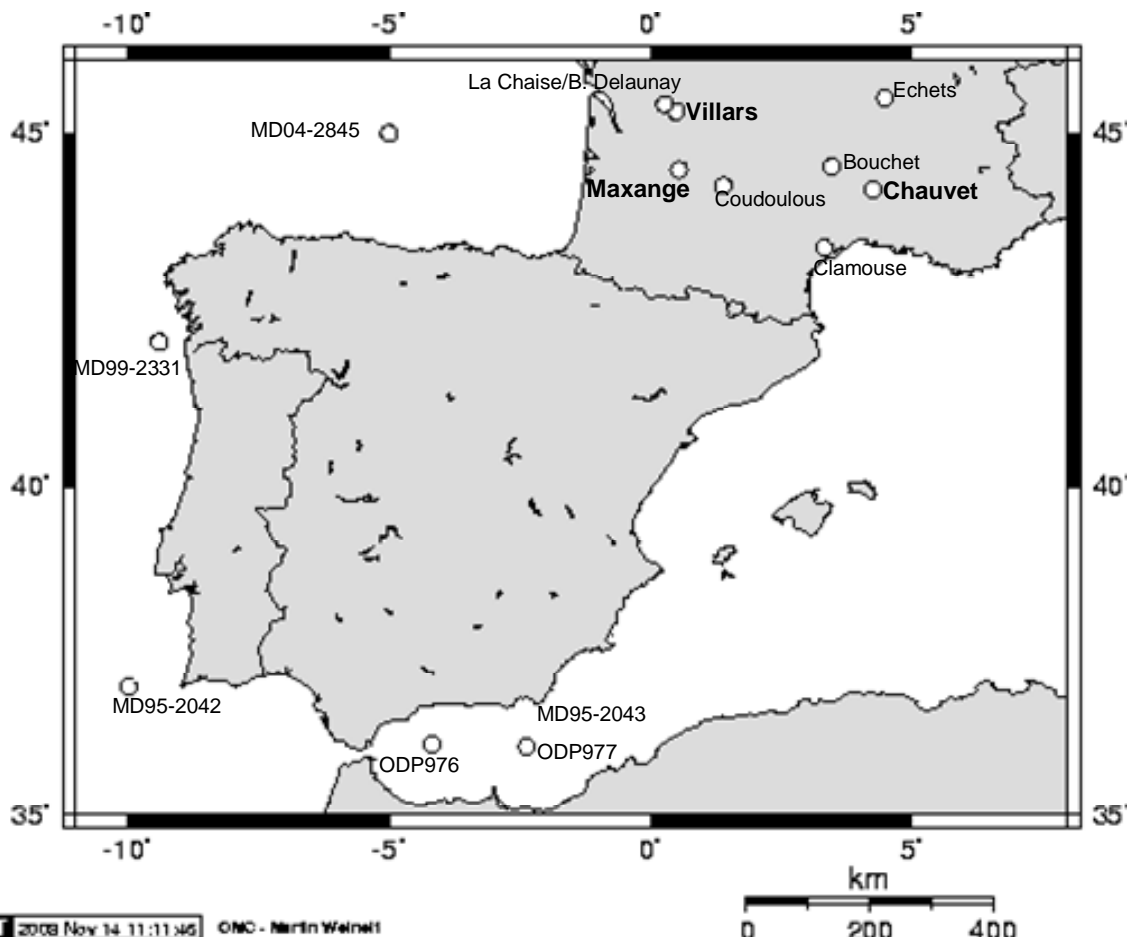 -10° -5° 0° 5°
La Chaise/B. Delaunay
Echets
Villars
45° MD04-2845 45°
Bouchet
Maxange
Chauvet
Coudoulous
Clamouse
MD99-2331
40° 40°
MD95-2042
MD95-2043
ODP977
ODP976
35° 35°
-10° -5° 0° 5°
km
0 200 400
2008 Nov 14 11:11:46 OMC - Martin Weinelt